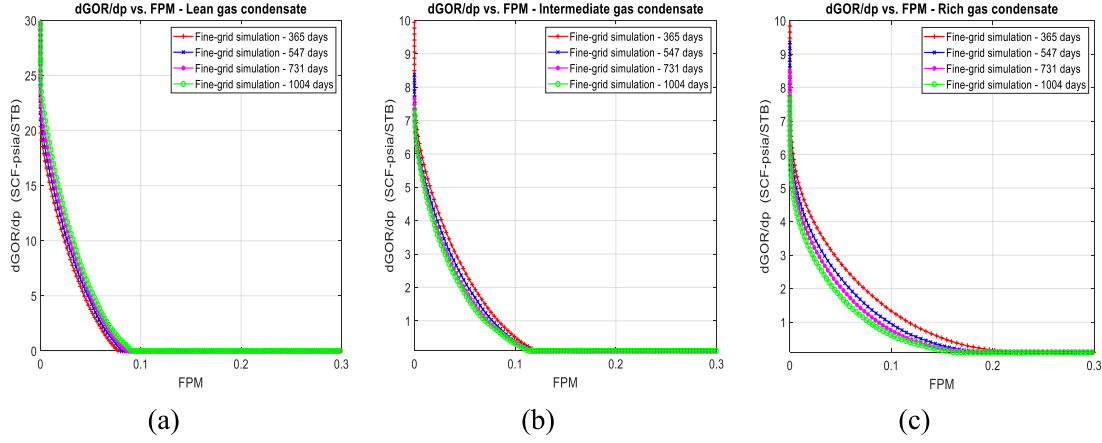 dGOR/dp vs. FPM - Lean gas condensate
30
25
20
15
10
5
0
dGOR/dp (SCF-psia/STB)
Fine-grid simulation - 365 days
Fine-grid simulation - 547 days
Fine-grid simulation - 731 days
Fine-grid simulation - 1004 days
0 0.1 0.2 0.3
FPM
(a)
dGOR/dp vs. FPM - Intermediate gas condensate
10
9
8
7
6
5
4
3
2
1
dGOR/dp (SCF-psia/STB)
Fine-grid simulation - 365 days
Fine-grid simulation - 547 days
Fine-grid simulation - 731 days
Fine-grid simulation - 1004 days
0 0.1 0.2 0.3
FPM
(b)
dGOR/dp vs. FPM - Rich gas condensate
10
9
8
7
6
5
4
3
2
1
dGOR/dp (SCF-psia/STB)
Fine-grid simulation - 365 days
Fine-grid simulation - 547 days
Fine-grid simulation - 731 days
Fine-grid simulation - 1004 days
0 0.1 0.2 0.3
FPM
(c)